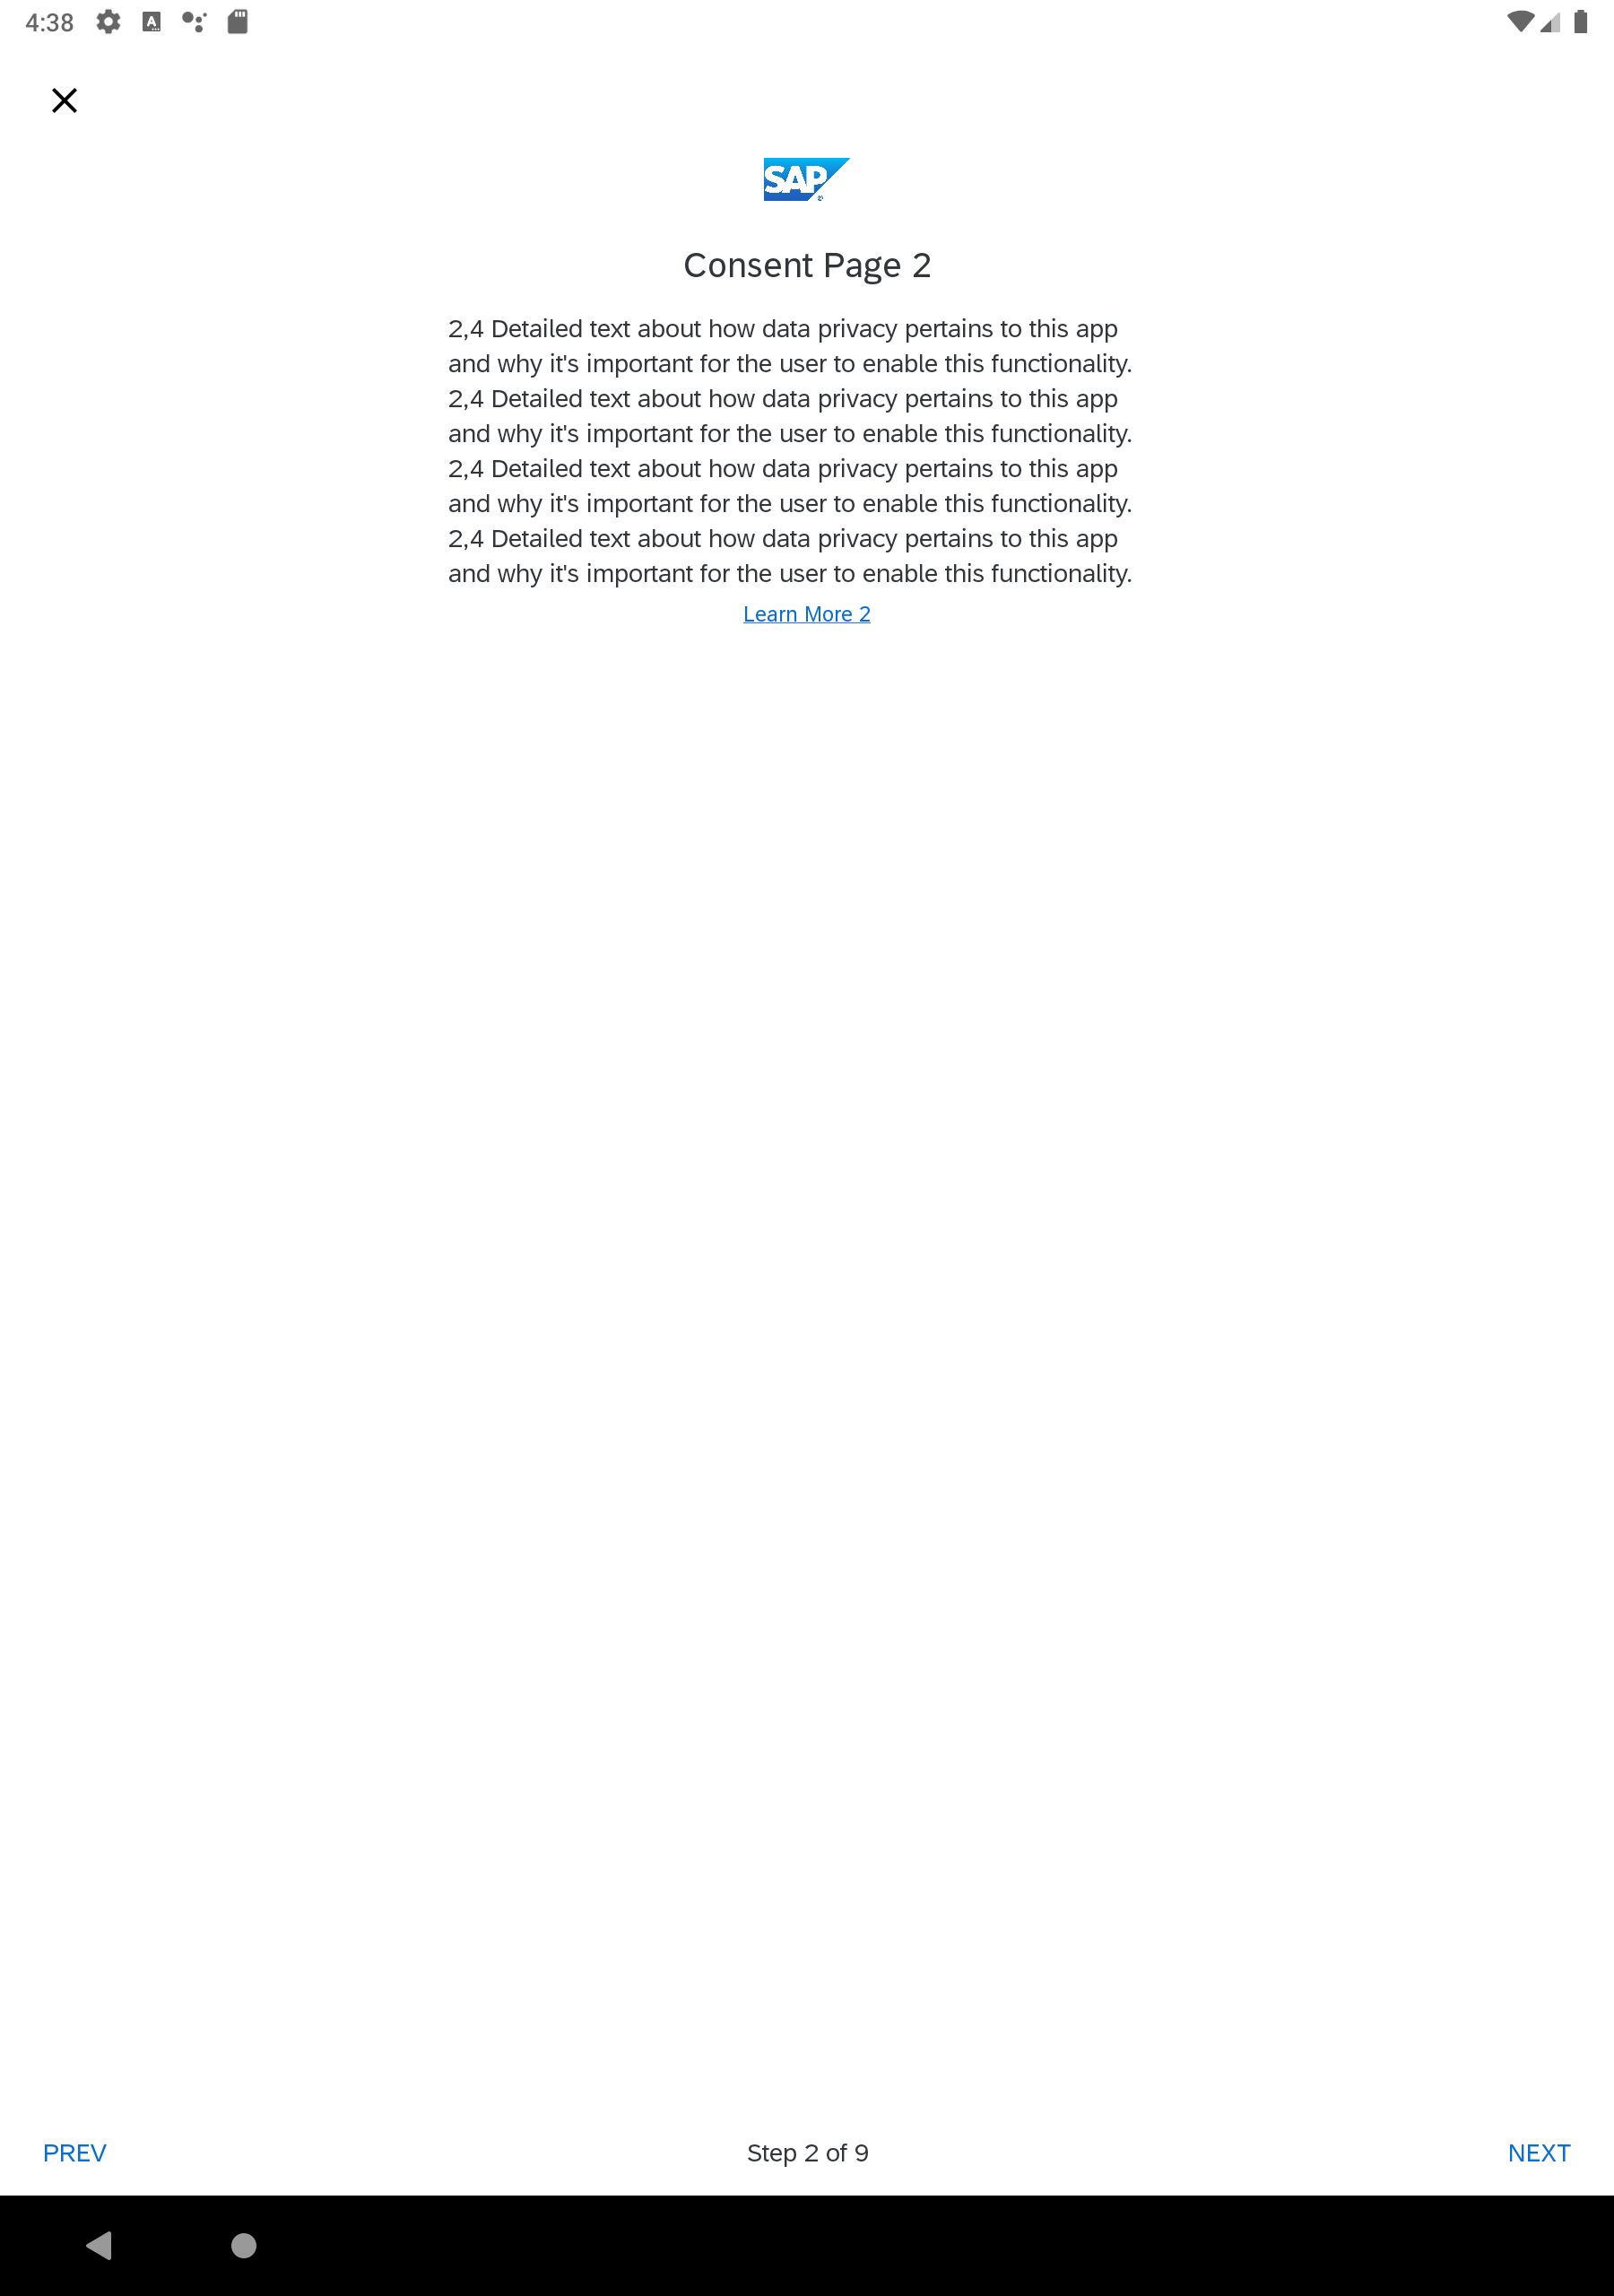 4:38
SAP
Consent Page 2
2,4 Detailed text about how data privacy pertains to this app
and why it's important for the user to enable this functionality.
2,4 Detailed text about how data privacy pertains to this app
and why it's important for the user to enable this functionality.
2,4 Detailed text about how data privacy pertains to this app
and why it's important for the user to enable this functionality.
2,4 Detailed text about how data privacy pertains to this app
and why it's important for the user to enable this functionality.
Learn More 2
PREV
Step 2 of 9
NEXT